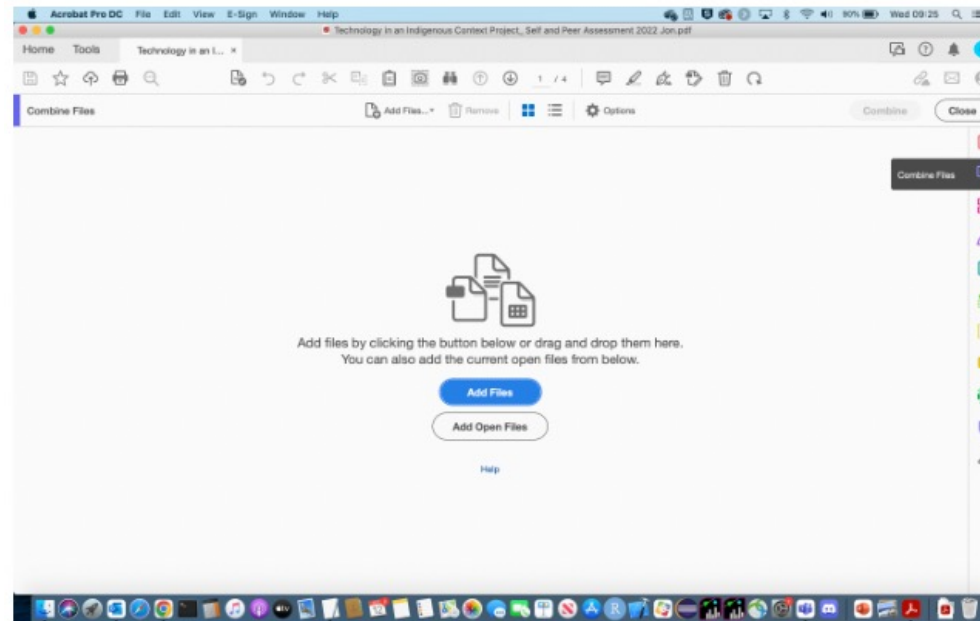 Acrobat Pro DC File Edit View E-Sign Window Help 90% Wed 09:25
Technology in an Indigenous Context Project_ Self and Peer Assessment 2022 Jon.pdf
Home Tools Technology in an I... ×
1 / 4
Combine Files Add Files... Remove Options Combine Close
Combine Files
Add files by clicking the button below or drag and drop them here.
You can also add the current open files from below.
Add Files
Add Open Files
Help